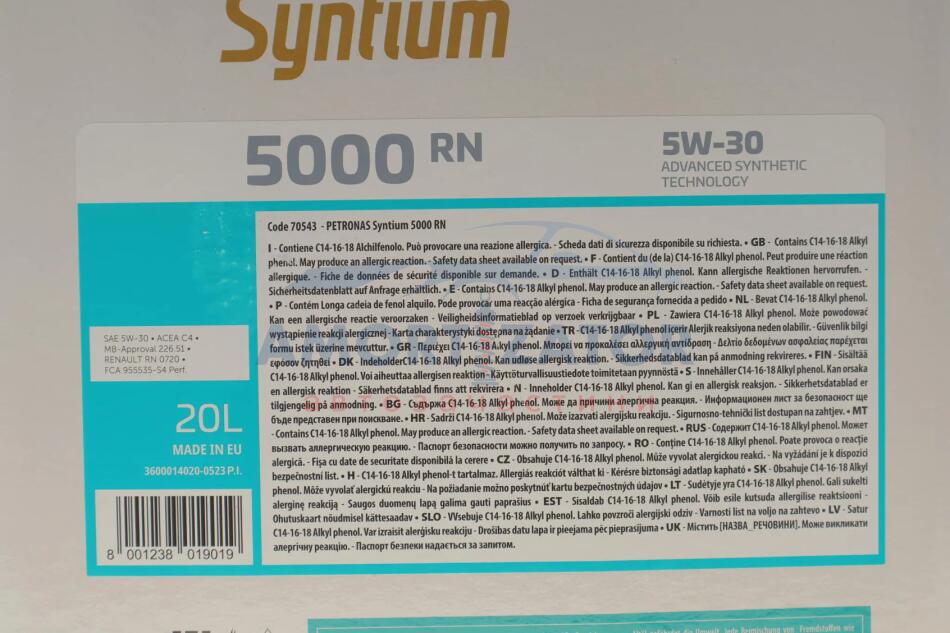 Syntium
5000 RN
5W-30
ADVANCED SYNTHETIC
TECHNOLOGY
SAE 5W-30 • ACEA C4 •
MB-Approval 226.51 •
RENAULT RN 0720 •
FCA 955535-S4 Perf.
20L
MADE IN EU
3600014020-0523 P.I.
8 001238 019019
Code 70543 - PETRONAS Syntium 5000 RN
I - Contiene C14-16-18 Alchilfenolo. Può provocare una reazione allergica. - Scheda dati di sicurezza disponibile su richiesta. • GB - Contains C14-16-18 Alkyl
phenol. May produce an allergic reaction. - Safety data sheet available on request. • F - Contient du (de la) C14-16-18 Alkyl phenol. Peut produire une réaction
allergique. - Fiche de données de sécurité disponible sur demande. • D - Enthält C14-16-18 Alkyl phenol. Kann allergische Reaktionen hervorrufen. -
Sicherheitsdatenblatt auf Anfrage erhältlich. • E - Contains C14-16-18 Alkyl phenol. May produce an allergic reaction. - Safety data sheet available on request.
• P - Contém Longa cadeia de fenol alquilo. Pode provocar uma reacção alérgica - Ficha de segurança fornecida a pedido • NL - Bevat C14-16-18 Alkyl phenol.
Kan een allergische reactie veroorzaken - Veiligheidsinformatieblad op verzoek verkrijgbaar • PL - Zawiera C14-16-18 Alkyl phenol. Może powodować
wystąpienie reakcji alergicznej - Karta charakterystyki dostępna na żądanie • TR - C14-16-18 Alkyl phenol içerir Alerjik reaksiyona neden olabilir. - Güvenlik bilgi
formu istek üzerine mevcuttur. • GR - Περιέχει C14-16-18 Alkyl phenol. Μπορεί να προκαλέσει αλλεργική αντίδραση - Δελτίο δεδομένων ασφαλείας παρέχεται
εφόσον ζητηθεί • DK - Indeholder C14-16-18 Alkyl phenol. Kan udløse allergisk reaktion. - Sikkerhedsdatablad kan på anmodning rekvireres. • FIN - Sisältää
C14-16-18 Alkyl phenol. Voi aiheuttaa allergisen reaktion - Käyttöturvallisuustiedote toimitetaan pyynnöstä • S - Innehåller C14-16-18 Alkyl phenol. Kan orsaka
en allergisk reaktion - Säkerhetsdatablad finns att rekvirera • N - Inneholder C14-16-18 Alkyl phenol. Kan gi en allergisk reaksjon. - Sikkerhetsdatablad er
tilgjengelig på anmodning. • BG - Съдържа C14-16-18 Alkyl phenol. Може да причини алергична реакция. - Информационен лист за безопасност ще
бъде представен при поискване. • HR - Sadrži C14-16-18 Alkyl phenol. Može izazvati alergijsku reakciju. - Sigurnosno-tehnički list dostupan na zahtjev. • MT
- Contains C14-16-18 Alkyl phenol. May produce an allergic reaction. - Safety data sheet available on request. • RUS - Содержит C14-16-18 Alkyl phenol. Может
вызвать аллергическую реакцию. - Паспорт безопасности можно получить по запросу. • RO - Conține C14-16-18 Alkyl phenol. Poate provoca o reacție
alergică. - Fișa cu date de securitate disponibilă la cerere • CZ - Obsahuje C14-16-18 Alkyl phenol. Může vyvolat alergickou reakci. - Na vyžádání je k dispozici
bezpečnostní list. • H - C14-16-18 Alkyl phenol-t tartalmaz. Allergiás reakciót válthat ki - Kérésre biztonsági adatlap kapható • SK - Obsahuje C14-16-18 Alkyl
phenol. Môže vyvolať alergickú reakciu - Na požiadanie možno poskytnúť kartu bezpečnostných údajov • LT - Sudėtyje yra C14-16-18 Alkyl phenol. Gali sukelti
alerginę reakciją - Saugos duomenų lapą galima gauti paprašius • EST - Sisaldab C14-16-18 Alkyl phenol. Võib esile kutsuda allergilise reaktsiooni -
Ohutuskaart nõudmisel kättesaadav • SLO - VVsebuje C14-16-18 Alkyl phenol. Lahko povzroči alergijski odziv - Varnosti list na voljo na zahtevo • LV - Satur
C14-16-18 Alkyl phenol. Var izraisīt alerģisku reakciju - Drošības datu lapa ir pieejama pēc pieprasījuma • UK - Містить [НАЗВА_РЕЧОВИНИ]. Може викликати
алергічну реакцію. - Паспорт безпеки надається за запитом.